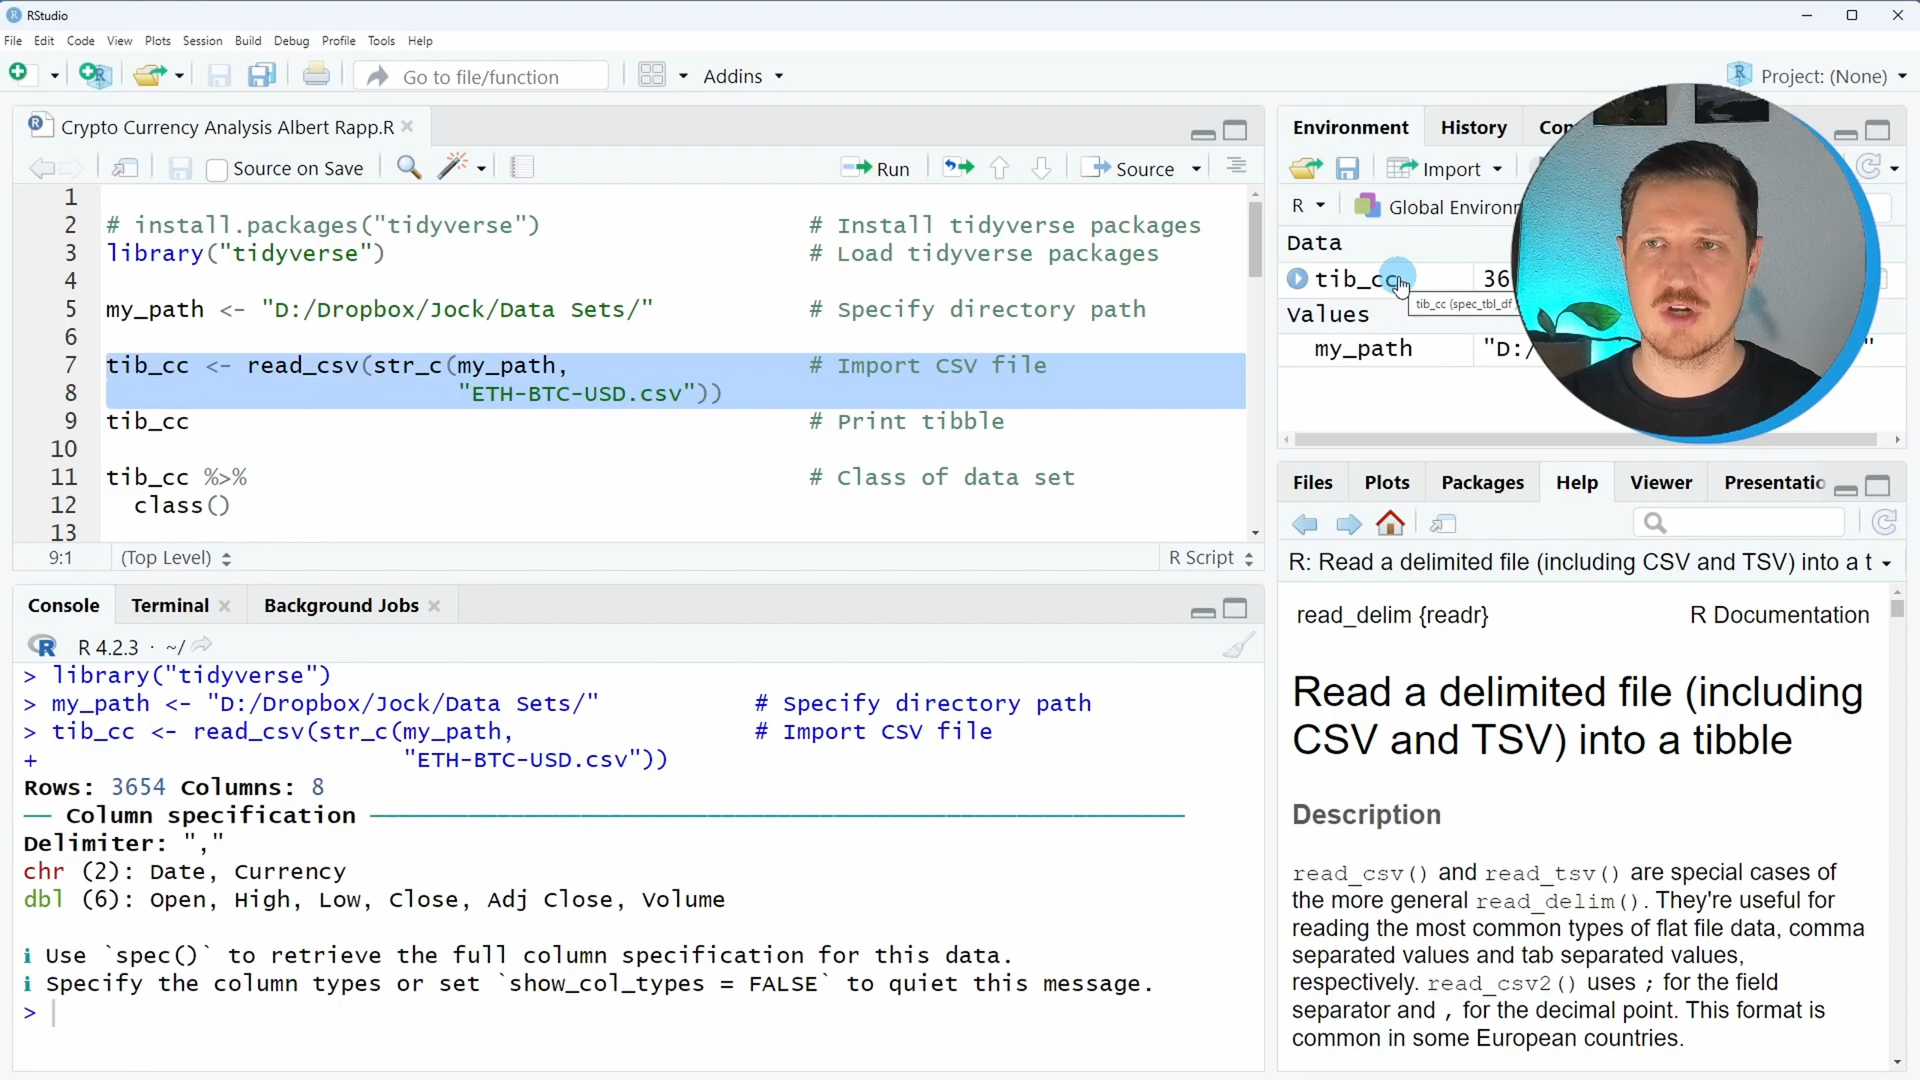 RStudio
File Edit Code View Plots Session Build Debug Profile Tools Help
Go to file/function Addins Project: (None)
Crypto Currency Analysis Albert Rapp.R
Source on Save Run Source
1
2 # install.packages("tidyverse") # Install tidyverse packages
3 library("tidyverse") # Load tidyverse packages
4
5 my_path <- "D:/Dropbox/Jock/Data Sets/" # Specify directory path
6
7 tib_cc <- read_csv(str_c(my_path, # Import CSV file
8 "ETH-BTC-USD.csv"))
9 tib_cc # Print tibble
10
11 tib_cc %>% # Class of data set
12 class()
13
9:1 (Top Level) R Script
Console Terminal Background Jobs
R 4.2.3 · ~/
> library("tidyverse")
> my_path <- "D:/Dropbox/Jock/Data Sets/" # Specify directory path
> tib_cc <- read_csv(str_c(my_path, # Import CSV file
+ "ETH-BTC-USD.csv"))
Rows: 3654 Columns: 8
── Column specification ──
Delimiter: ","
chr (2): Date, Currency
dbl (6): Open, High, Low, Close, Adj Close, Volume
ℹ Use `spec()` to retrieve the full column specification for this data.
ℹ Specify the column types or set `show_col_types = FALSE` to quiet this message.
>
Environment History
Import
R Global
Data
tib_cc 36
tib_cc (spec_tbl_df
Values
my_path "D:/ "
Files Plots Packages Help Viewer
R: Read a delimited file (including CSV and TSV) into a t
read_delim {readr} R Documentation
Read a delimited file (including
CSV and TSV) into a tibble
Description
read_csv() and read_tsv() are special cases of
the more general read_delim(). They're useful for
reading the most common types of flat file data, comma
separated values and tab separated values,
respectively. read_csv2() uses ; for the field
separator and , for the decimal point. This format is
common in some European countries.